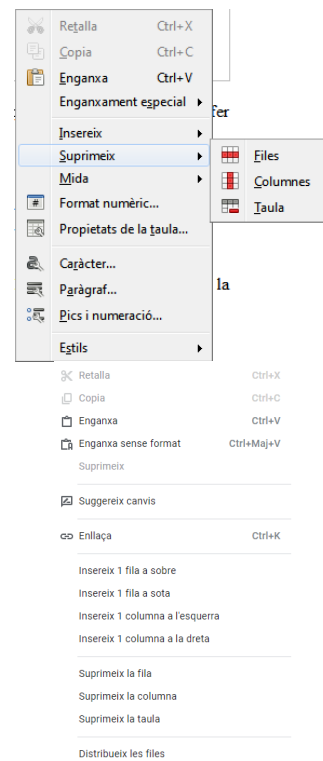 Retalla Ctrl+X
Copia Ctrl+C
Enganxa Ctrl+V
Enganxament especial
fer
Insereix
Suprimeix
Files
Mida
Columnes
Format numèric...
Taula
Propietats de la taula...
Caràcter...
Paràgraf...
la
Pics i numeració...
Estils
Retalla Ctrl+X
Copia Ctrl+C
Enganxa Ctrl+V
Enganxa sense format Ctrl+Maj+V
Suprimeix
Suggereix canvis
Enllaça Ctrl+K
Insereix 1 fila a sobre
Insereix 1 fila a sota
Insereix 1 columna a l'esquerra
Insereix 1 columna a la dreta
Suprimeix la fila
Suprimeix la columna
Suprimeix la taula
Distribueix les files